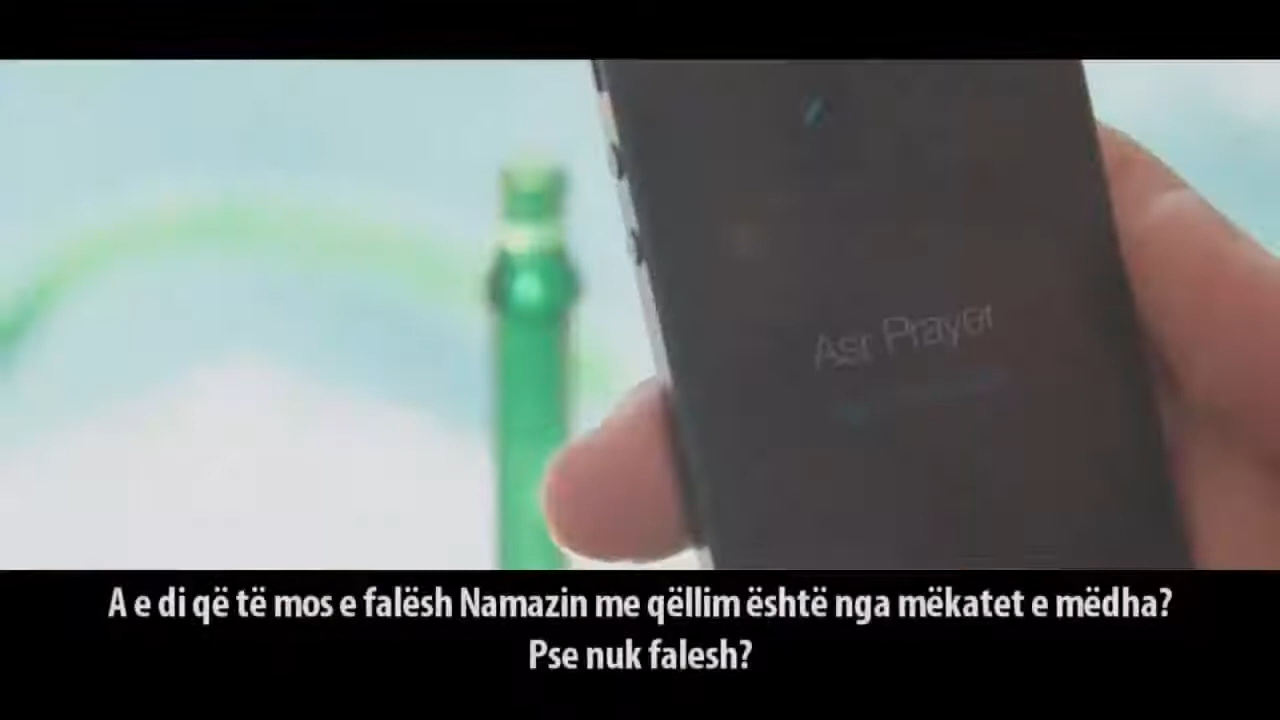 Asr Prayer
A e di që të mos e falësh Namazin me qëllim është nga mëkatet e mëdha?
Pse nuk falesh?